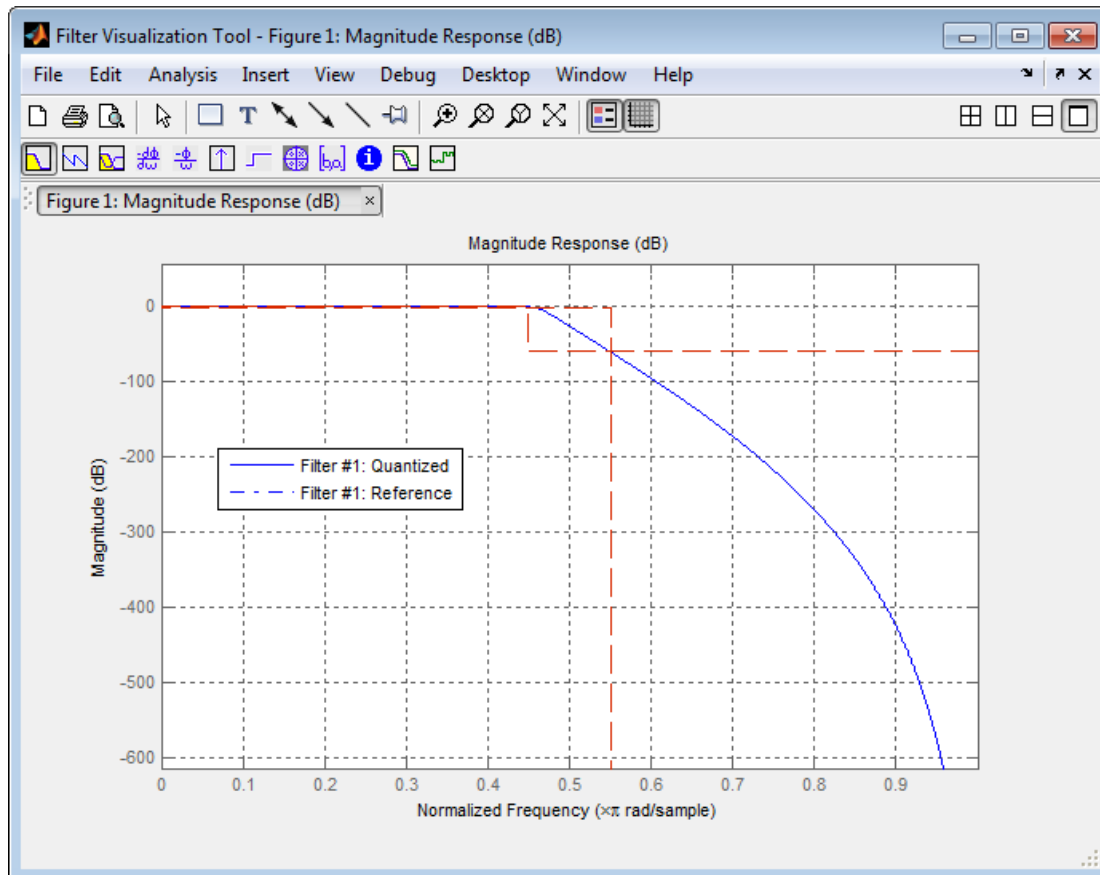 Filter Visualization Tool - Figure 1: Magnitude Response (dB)
File Edit Analysis Insert View Debug Desktop Window Help
Figure 1: Magnitude Response (dB)
Magnitude Response (dB)
0
-100
-200
-300
-400
-500
-600
Magnitude (dB)
Filter #1: Quantized
Filter #1: Reference
0 0.1 0.2 0.3 0.4 0.5 0.6 0.7 0.8 0.9
Normalized Frequency (×π rad/sample)